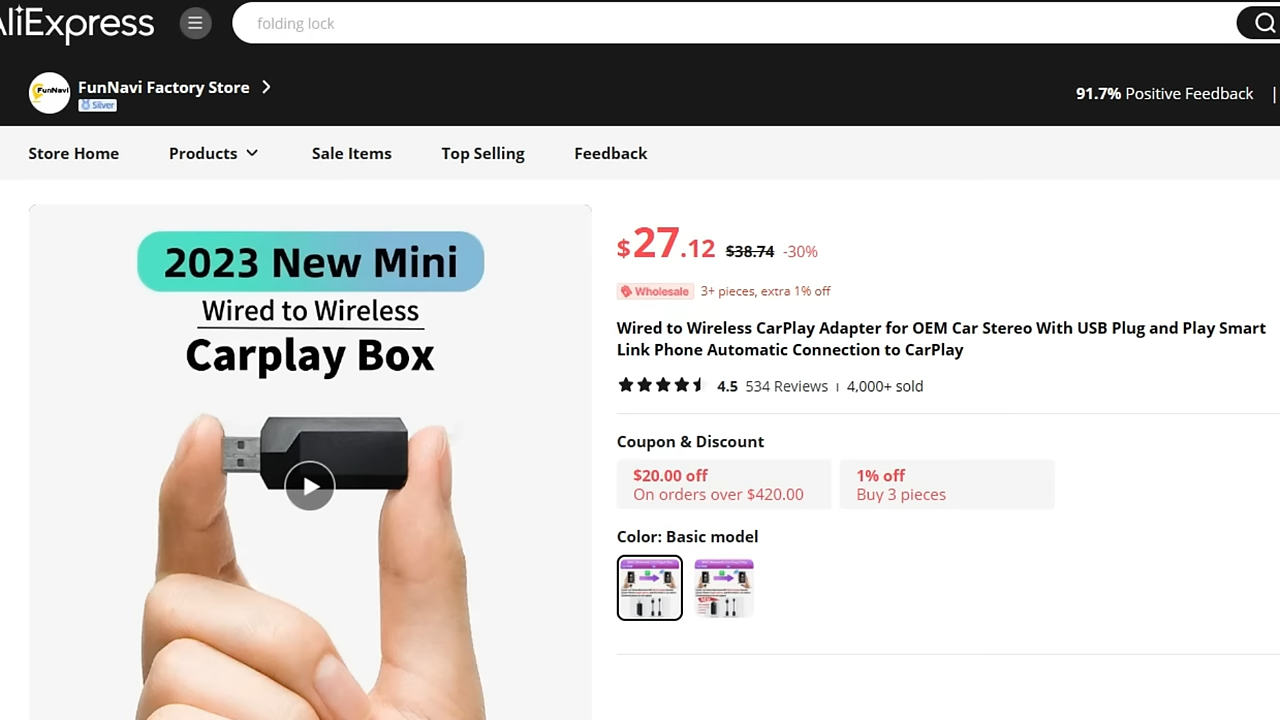 AliExpress
folding lock
FunNavi
FunNavi Factory Store
Silver
91.7% Positive Feedback |
Store Home
Products
Sale Items
Top Selling
Feedback
2023 New Mini
Wired to Wireless
Carplay Box
$27.12 $38.74 -30%
Wholesale 3+ pieces, extra 1% off
Wired to Wireless CarPlay Adapter for OEM Car Stereo With USB Plug and Play Smart
Link Phone Automatic Connection to CarPlay
4.5 534 Reviews 4,000+ sold
Coupon & Discount
$20.00 off
On orders over $420.00
1% off
Buy 3 pieces
Color: Basic model